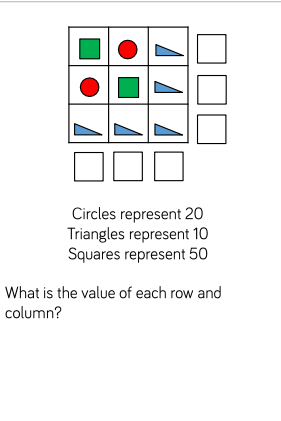 Circles represent 20
Triangles represent 10
Squares represent 50
What is the value of each row and
column?